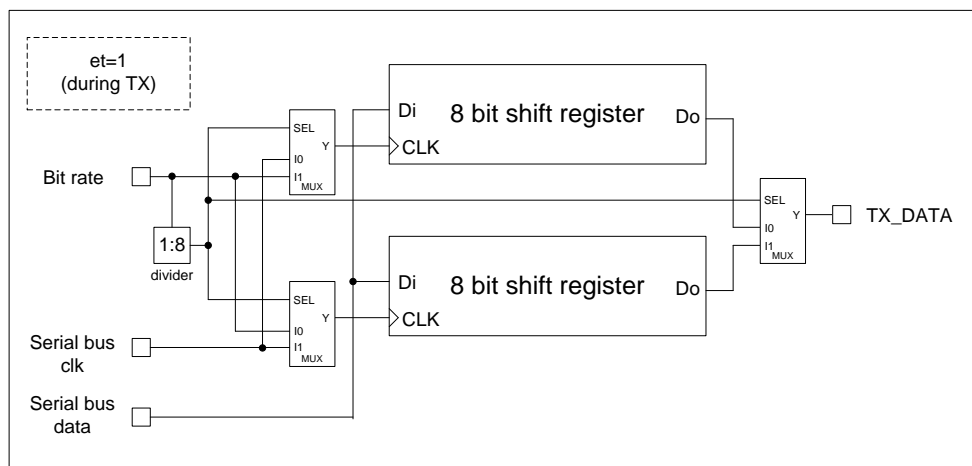 et=1
(during TX)
8 bit shift register
Di
Do
CLK
SEL
I0
I1
Y
MUX
Bit rate
1:8
divider
SEL
I0
I1
Y
MUX
TX_DATA
8 bit shift register
Di
Do
CLK
SEL
I0
I1
Y
MUX
Serial bus
clk
Serial bus
data